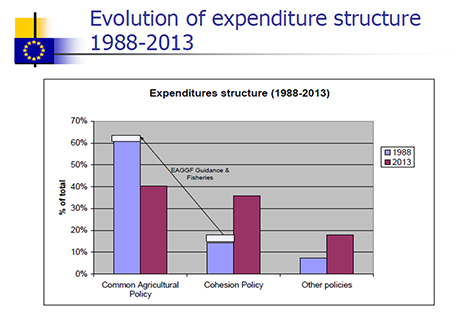 Evolution of expenditure structure
1988-2013
Expenditures structure (1988-2013)
70%
60%
50%
40%
30%
20%
10%
0%
% of total
EAGGF Guidance &
Fisheries
1988
2013
Common Agricultural
Policy
Cohesion Policy
Other policies